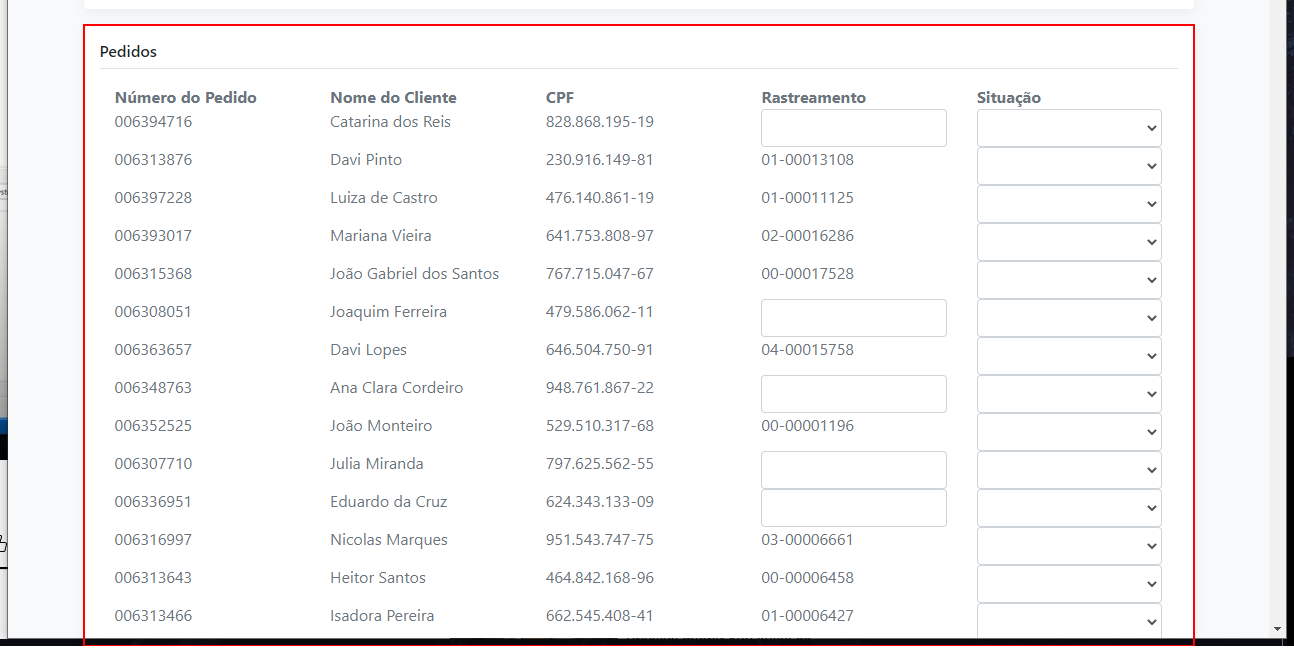 Pedidos
Número do Pedido Nome do Cliente CPF Rastreamento Situação
006394716 Catarina dos Reis 828.868.195-19
006313876 Davi Pinto 230.916.149-81 01-00013108
006397228 Luiza de Castro 476.140.861-19 01-00011125
006393017 Mariana Vieira 641.753.808-97 02-00016286
006315368 João Gabriel dos Santos 767.715.047-67 00-00017528
006308051 Joaquim Ferreira 479.586.062-11
006363657 Davi Lopes 646.504.750-91 04-00015758
006348763 Ana Clara Cordeiro 948.761.867-22
006352525 João Monteiro 529.510.317-68 00-00001196
006307710 Julia Miranda 797.625.562-55
006336951 Eduardo da Cruz 624.343.133-09
006316997 Nicolas Marques 951.543.747-75 03-00006661
006313643 Heitor Santos 464.842.168-96 00-00006458
006313466 Isadora Pereira 662.545.408-41 01-00006427